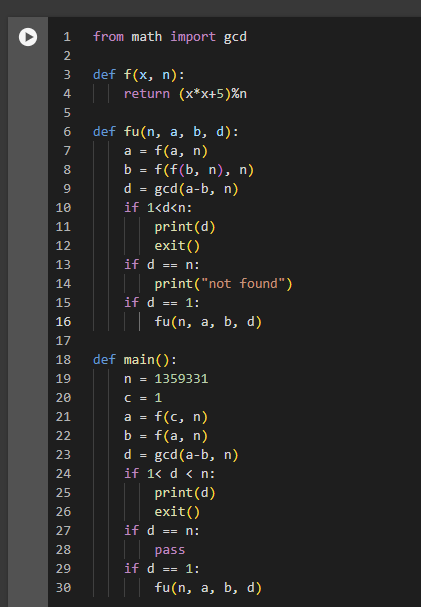 1 from math import gcd
2
3 def f(x, n):
4     return (x*x+5)%n
5
6 def fu(n, a, b, d):
7     a = f(a, n)
8     b = f(f(b, n), n)
9     d = gcd(a-b, n)
10     if 1<d<n:
11         print(d)
12         exit()
13     if d == n:
14         print("not found")
15     if d == 1:
16         fu(n, a, b, d)
17
18 def main():
19     n = 1359331
20     c = 1
21     a = f(c, n)
22     b = f(a, n)
23     d = gcd(a-b, n)
24     if 1< d < n:
25         print(d)
26         exit()
27     if d == n:
28         pass
29     if d == 1:
30         fu(n, a, b, d)